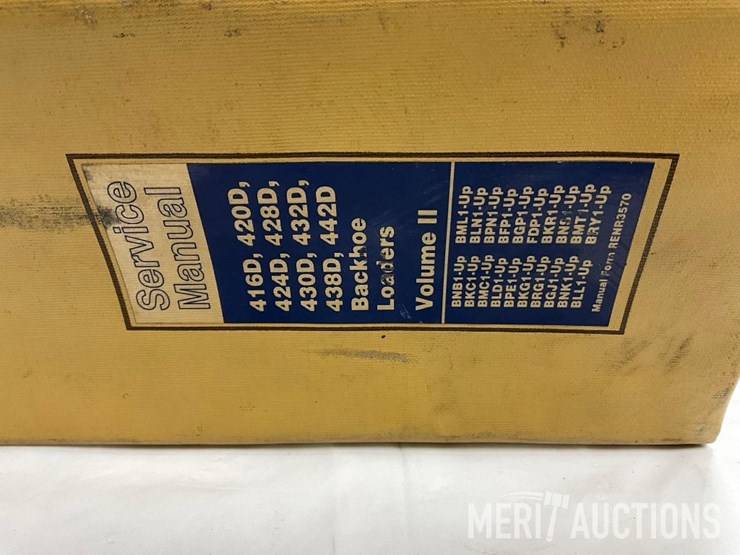 Service
Manual
416D, 420D,
424D, 428D,
430D, 432D,
438D, 442D
Backhoe
Loaders
Volume II
BNB1-Up BML1-Up
BKC1-Up BLN1-Up
BMC1-Up BPN1-Up
BLD1-Up BFP1-Up
BPE1-Up BGP1-Up
BKG1-Up FDP1-Up
BRG1-Up BKR1-Up
BGJ1-Up BNS1-Up
BNK1-Up BMT1-Up
BLL1-Up BRY1-Up
Manual Form RENR3570
MERIT AUCTIONS